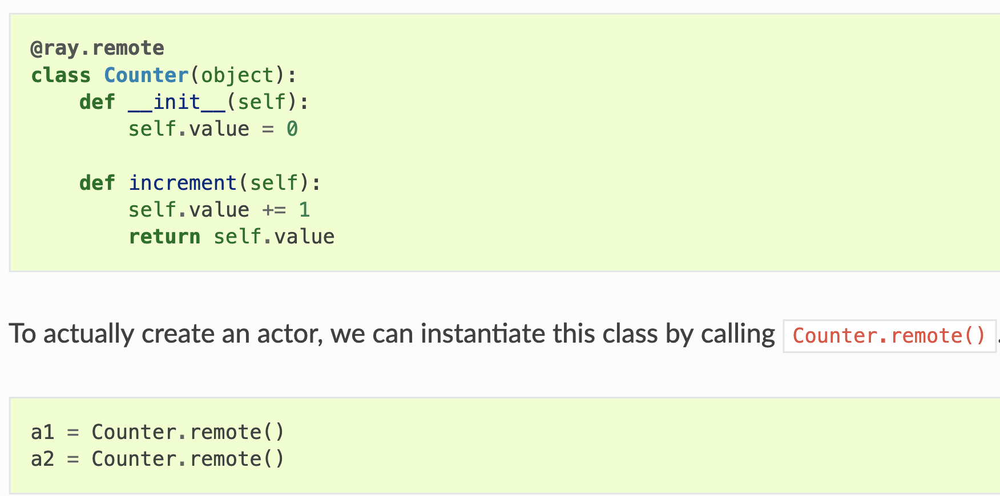 @ray.remote
class Counter(object):
    def __init__(self):
        self.value = 0

    def increment(self):
        self.value += 1
        return self.value

To actually create an actor, we can instantiate this class by calling Counter.remote().

a1 = Counter.remote()
a2 = Counter.remote()